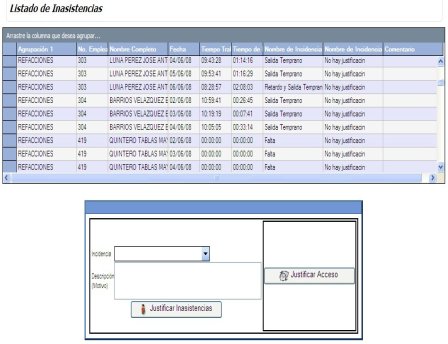 Listado de Inasistencias
Arrastre la columna que desea agrupar...
Agrupación 1 No. Emplea Nombre Completo Fecha Tiempo Tral Tiempo de Nombre de Incidencia Nombre de Incidencia Comentario
REFACCIONES 303 LUNA PEREZ JOSE ANT 04/06/08 09:43:28 01:14:16 Salida Temprano No hay justificacin
REFACCIONES 303 LUNA PEREZ JOSE ANT 05/06/08 09:53:41 01:16:29 Salida Temprano No hay justificacin
REFACCIONES 303 LUNA PEREZ JOSE ANT 06/06/08 08:28:57 02:08:03 Retardo y Salida Tempran No hay justificacin
REFACCIONES 304 BARRIOS VELAZQUEZ E 02/06/08 10:59:41 00:26:45 Salida Temprano No hay justificacin
REFACCIONES 304 BARRIOS VELAZQUEZ E 03/06/08 10:19:19 00:07:41 Salida Temprano No hay justificacin
REFACCIONES 304 BARRIOS VELAZQUEZ E 04/06/08 10:05:05 00:33:14 Salida Temprano No hay justificacin
REFACCIONES 419 QUINTERO TABLAS MA 02/06/08 00:00:00 00:00:00 Falta No hay justificacin
REFACCIONES 419 QUINTERO TABLAS MA 03/06/08 00:00:00 00:00:00 Falta No hay justificacin
REFACCIONES 419 QUINTERO TABLAS MA 04/06/08 00:00:00 00:00:00 Falta No hay justificacin
Incidencia
Descripción
(Motivo)
Justificar Acceso
Justificar Inasistencias